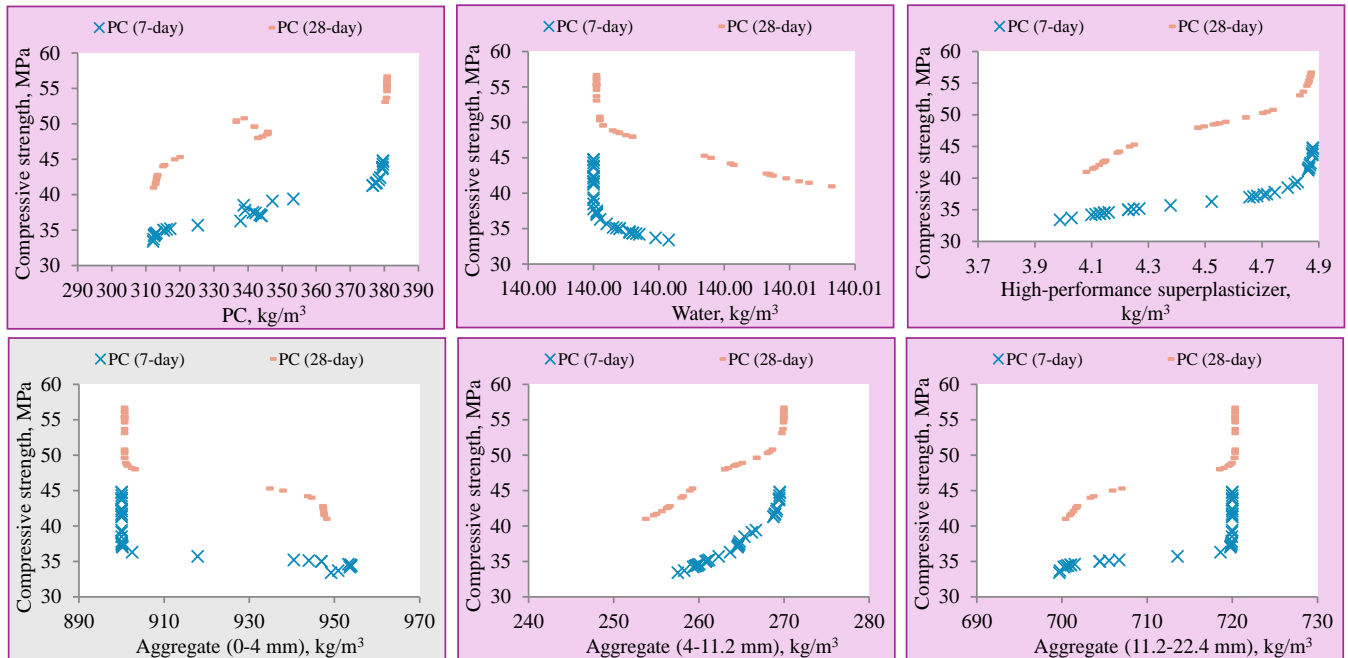 PC (7-day) PC (28-day)
Compressive strength, MPa
60
55
50
45
40
35
30
290 300 310 320 330 340 350 360 370 380 390
PC, kg/m³
PC (7-day) PC (28-day)
Compressive strength, MPa
60
55
50
45
40
35
30
140.00 140.00 140.00 140.00 140.01 140.01
Water, kg/m³
PC (7-day) PC (28-day)
Compressive strength, MPa
60
55
50
45
40
35
30
3.7 3.9 4.1 4.3 4.5 4.7 4.9
High-performance superplasticizer,
kg/m³
PC (7-day) PC (28-day)
Compressive strength, MPa
60
55
50
45
40
35
30
890 910 930 950 970
Aggregate (0-4 mm), kg/m³
PC (7-day) PC (28-day)
Compressive strength, MPa
60
55
50
45
40
35
30
240 250 260 270 280
Aggregate (4-11.2 mm), kg/m³
PC (7-day) PC (28-day)
Compressive strength, MPa
60
55
50
45
40
35
30
690 700 710 720 730
Aggregate (11.2-22.4 mm), kg/m³